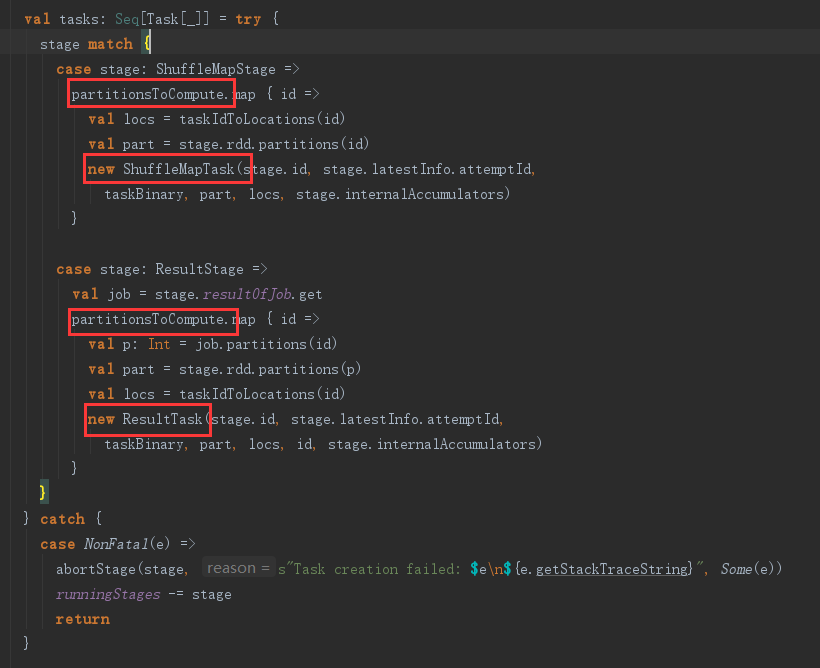 val tasks: Seq[Task[_]] = try {
  stage match {
    case stage: ShuffleMapStage =>
      partitionsToCompute.map { id =>
        val locs = taskIdToLocations(id)
        val part = stage.rdd.partitions(id)
        new ShuffleMapTask(stage.id, stage.latestInfo.attemptId,
          taskBinary, part, locs, stage.internalAccumulators)
      }
    case stage: ResultStage =>
      val job = stage.resultOfJob.get
      partitionsToCompute.map { id =>
        val p: Int = job.partitions(id)
        val part = stage.rdd.partitions(p)
        val locs = taskIdToLocations(id)
        new ResultTask(stage.id, stage.latestInfo.attemptId,
          taskBinary, part, locs, id, stage.internalAccumulators)
      }
  }
} catch {
  case NonFatal(e) =>
    abortStage(stage, reason = s"Task creation failed: $e\n${e.getStackTraceString}", Some(e))
    runningStages -= stage
    return
}